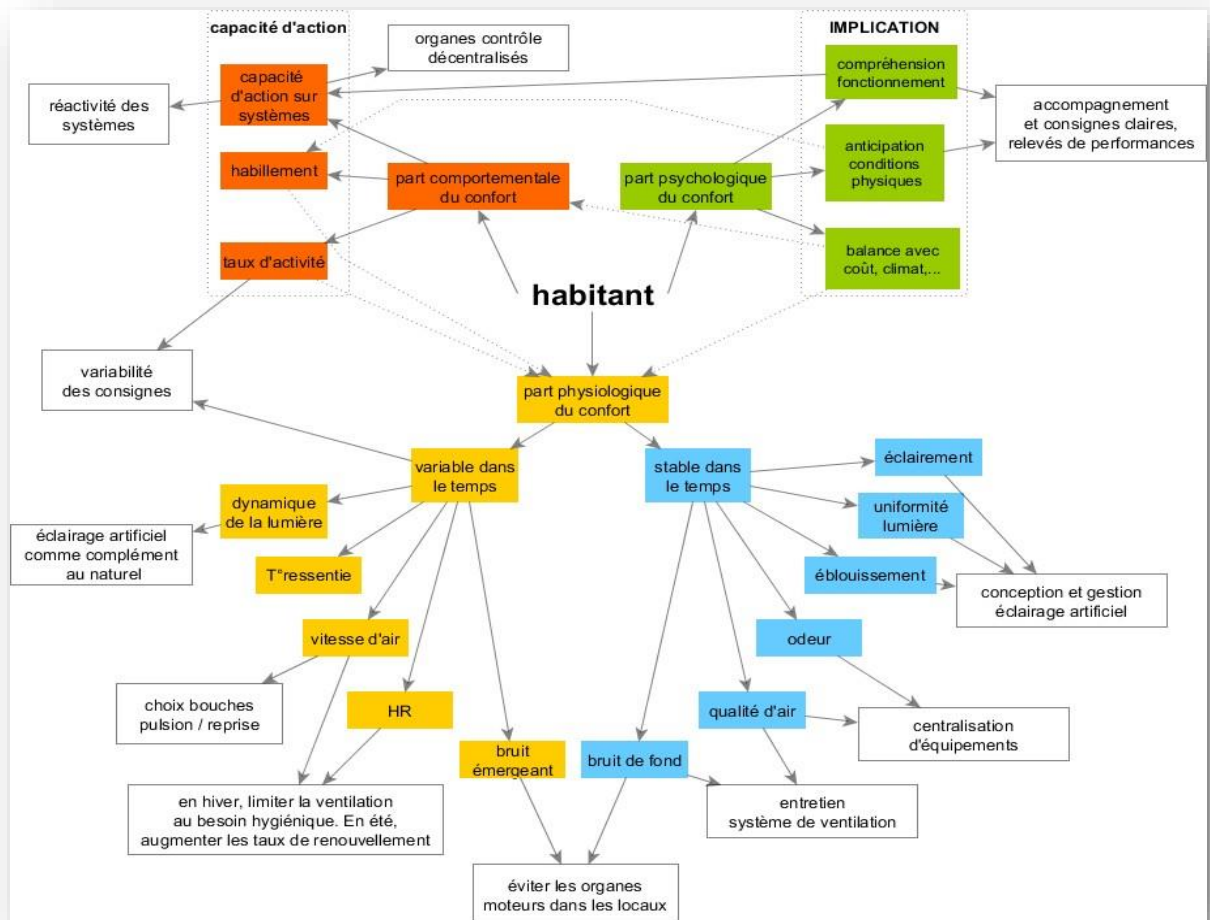 capacité d'action
IMPLICATION
organes contrôle
décentralisés
capacité
d'action sur
systèmes
compréhension
fonctionnement
réactivité des
systèmes
accompagnement
et consignes claires,
relevés de performances
habillement
anticipation
conditions
physiques
part comportementale
du confort
part psychologique
du confort
taux d'activité
balance avec
coût, climat,...
habitant
variabilité
des consignes
part physiologique
du confort
variable dans
le temps
stable dans
le temps
éclairement
dynamique
de la lumière
uniformité
lumière
éclairage artificiel
comme complément
au naturel
T°ressentie
éblouissement
conception et gestion
éclairage artificiel
vitesse d'air
odeur
choix bouches
pulsion / reprise
HR
qualité d'air
centralisation
d'équipements
bruit
émergeant
bruit de fond
en hiver, limiter la ventilation
au besoin hygiénique. En été,
augmenter les taux de renouvellement
entretien
système de ventilation
éviter les organes
moteurs dans les locaux